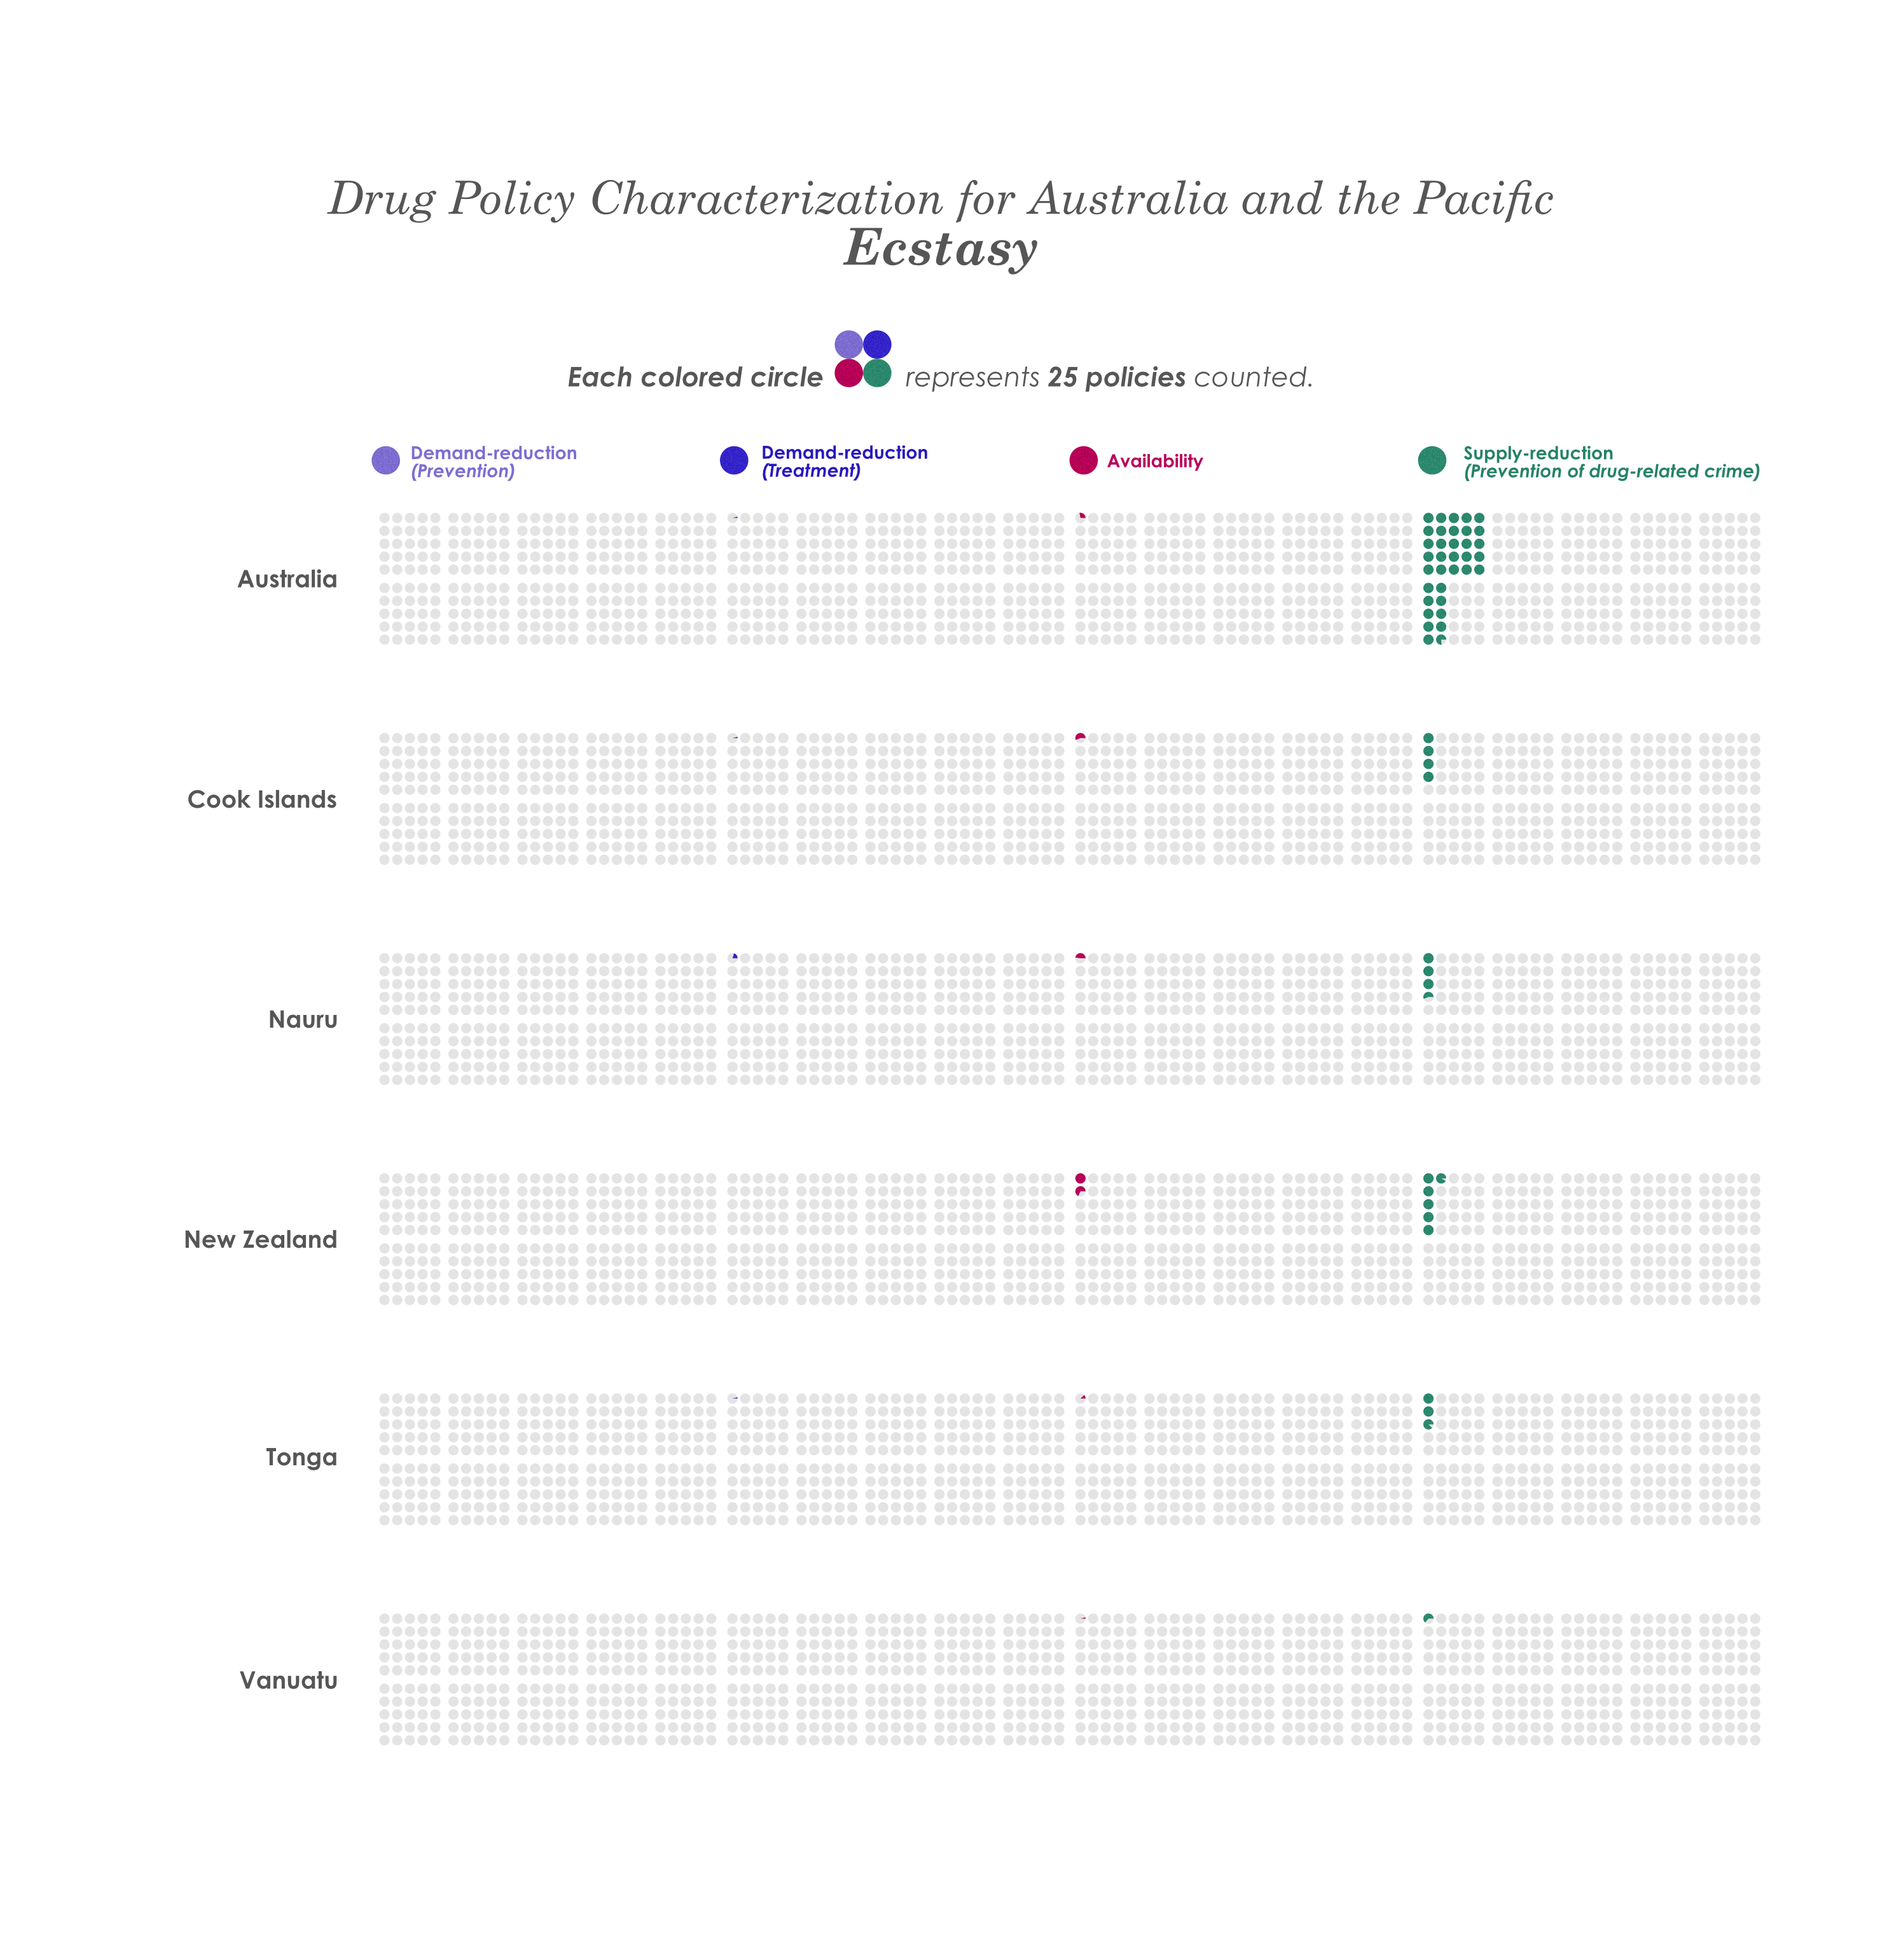 Drug Policy Characterization for Australia and the Pacific
Ecstasy
Each colored circle represents 25 policies counted.
Demand-reduction
(Prevention)
Demand-reduction
(Treatment)
Availability
Supply-reduction
(Prevention of drug-related crime)
Australia
Cook Islands
Nauru
New Zealand
Tonga
Vanuatu